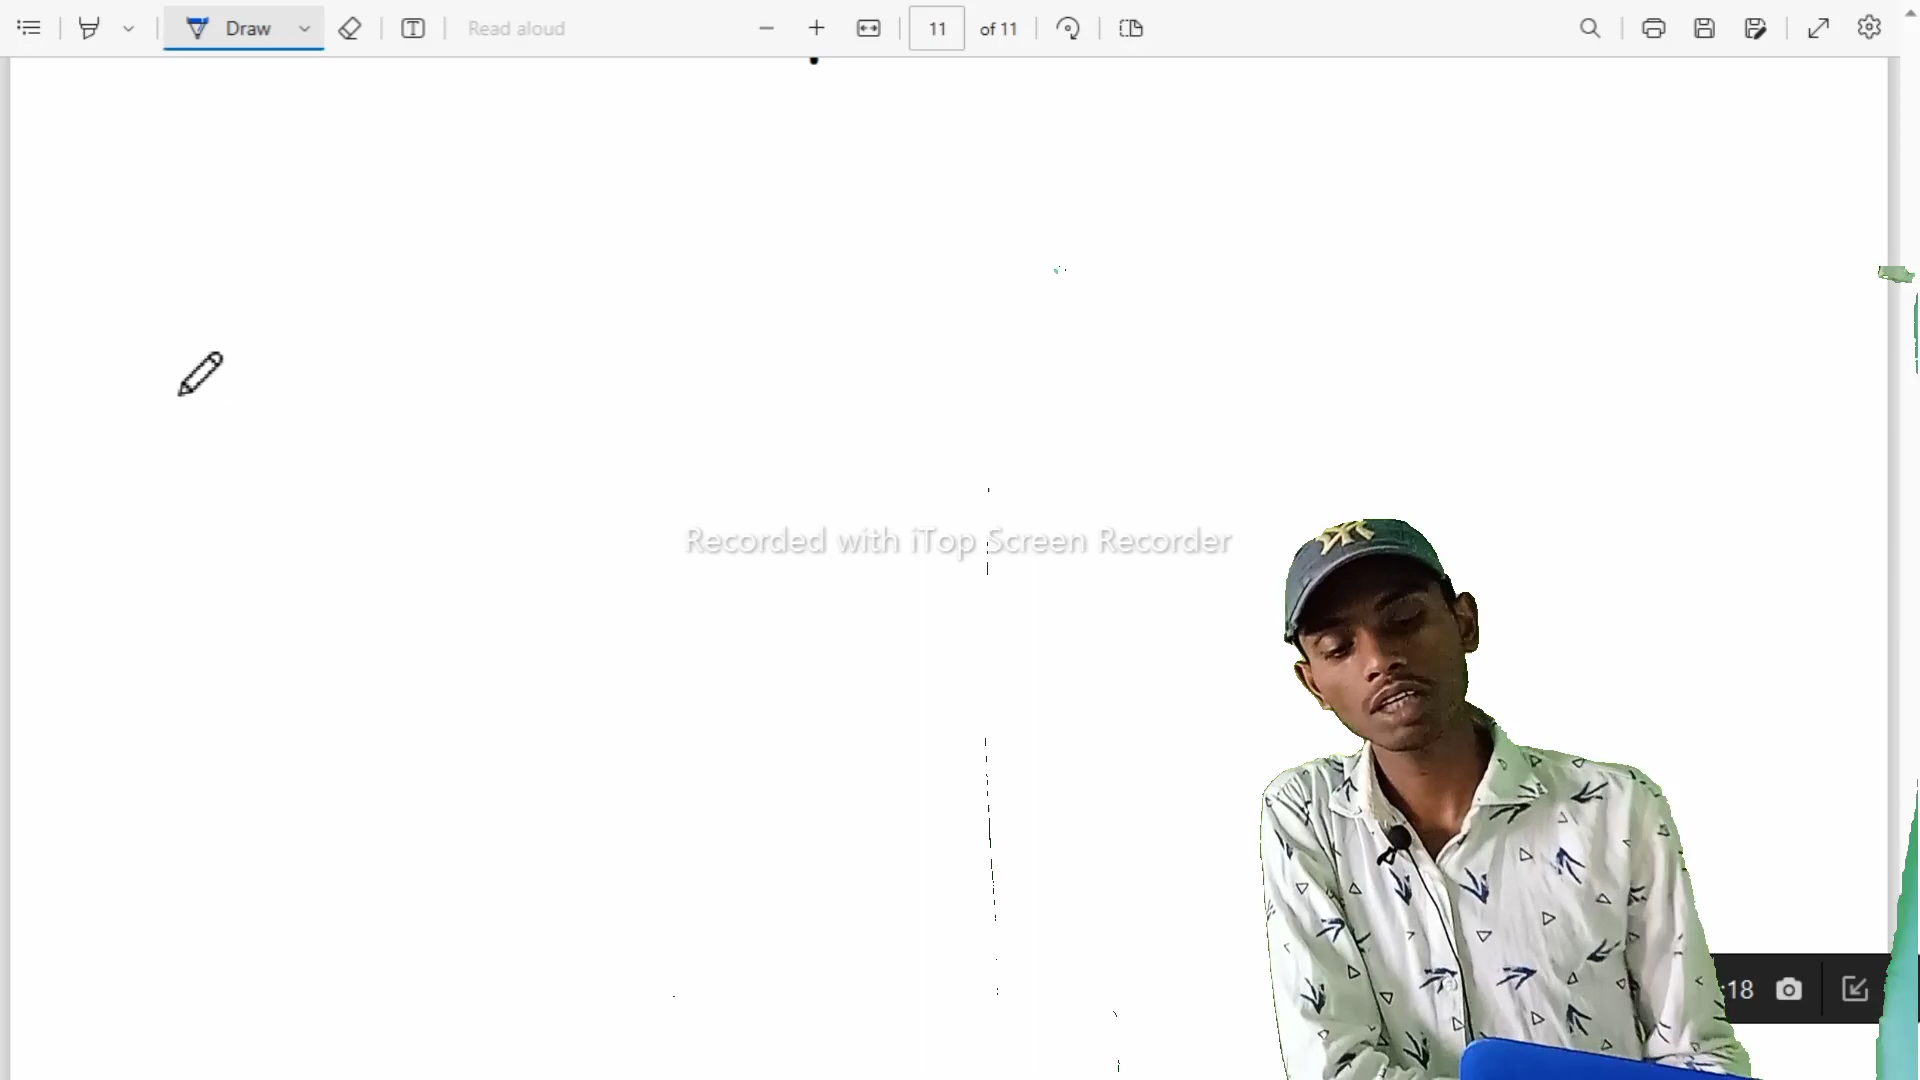 Draw
Read aloud
11 of 11
Recorded with iTop Screen Recorder
:18